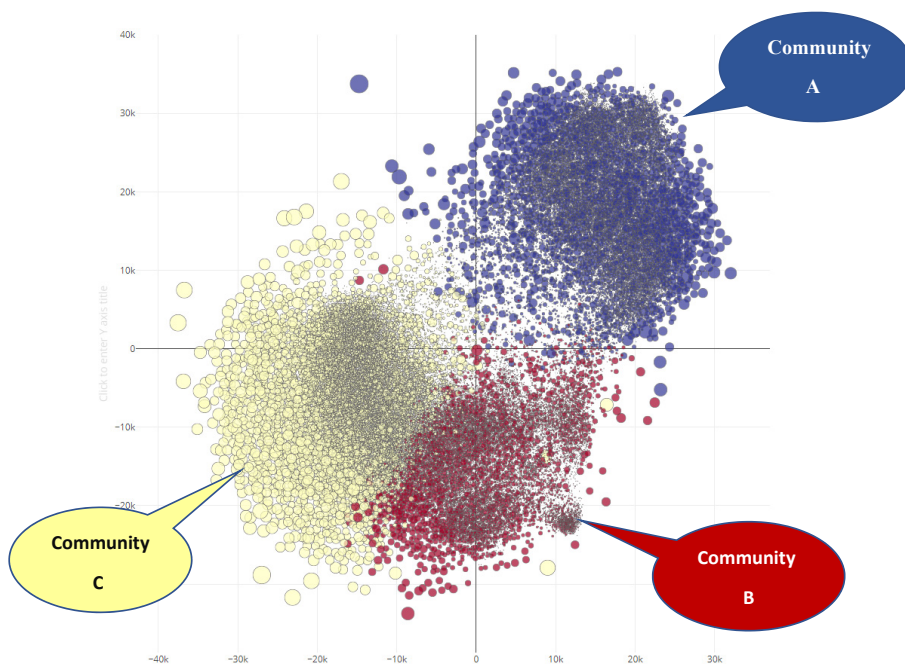 Community
A
40k
30k
20k
10k
0
−10k
−20k
Click to enter Y axis title
Community
C
Community
B
−40k
−30k
−20k
−10k
0
10k
20k
30k